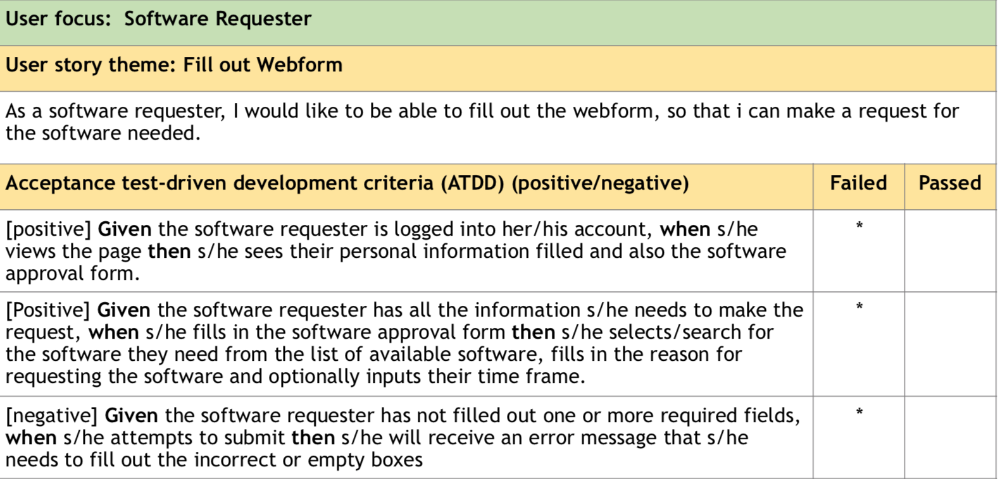 User focus:  Software Requester
User story theme: Fill out Webform
As a software requester, I would like to be able to fill out the webform, so that i can make a request for
the software needed.
Acceptance test-driven development criteria (ATDD) (positive/negative) Failed Passed
[positive] Given the software requester is logged into her/his account, when s/he *
views the page then s/he sees their personal information filled and also the software
approval form.
[Positive] Given the software requester has all the information s/he needs to make the *
request, when s/he fills in the software approval form then s/he selects/search for
the software they need from the list of available software, fills in the reason for
requesting the software and optionally inputs their time frame.
[negative] Given the software requester has not filled out one or more required fields, *
when s/he attempts to submit then s/he will receive an error message that s/he
needs to fill out the incorrect or empty boxes